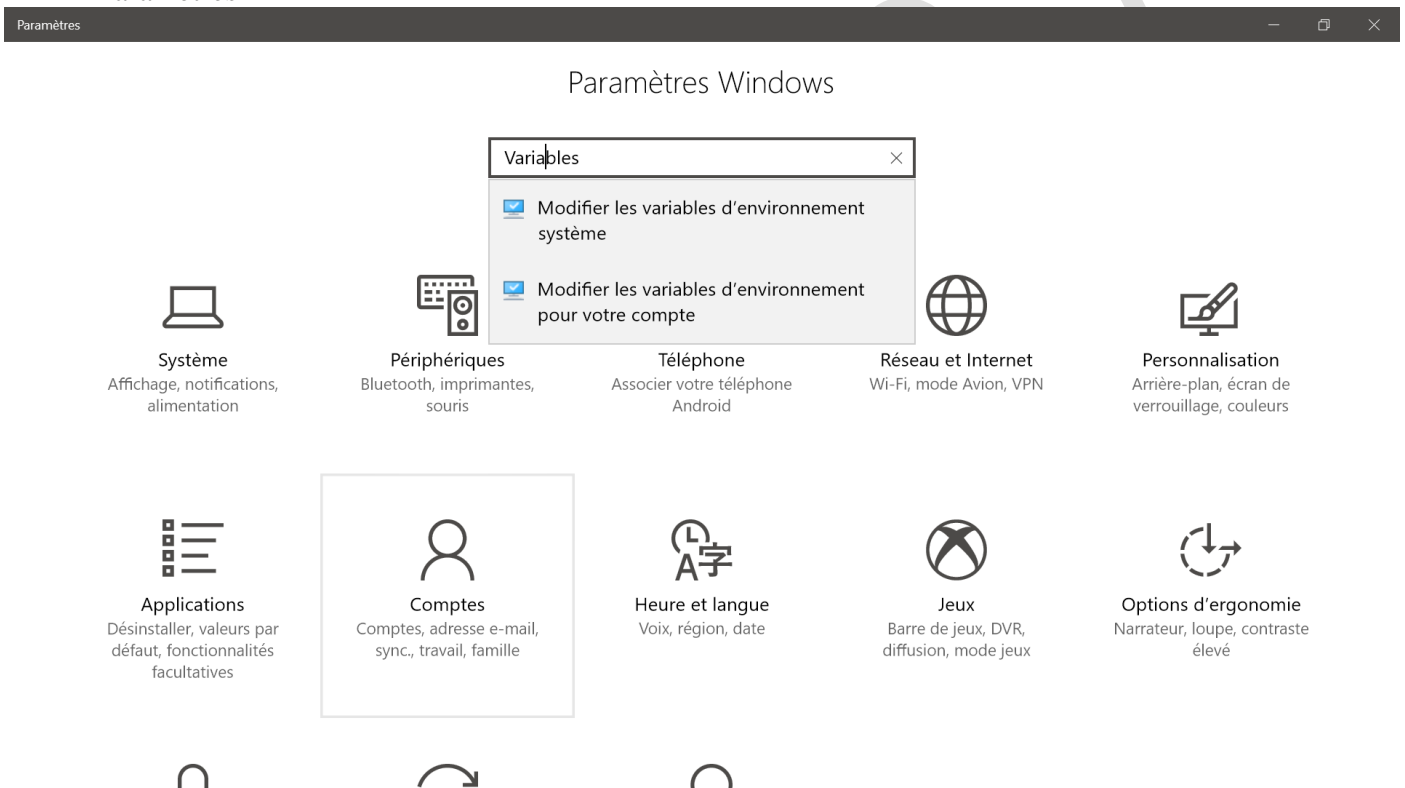 Paramètres
Paramètres Windows
Variables
Modifier les variables d'environnement
système
Modifier les variables d'environnement
pour votre compte
Système
Affichage, notifications,
alimentation
Périphériques
Bluetooth, imprimantes,
souris
Téléphone
Associer votre téléphone
Android
Réseau et Internet
Wi-Fi, mode Avion, VPN
Personnalisation
Arrière-plan, écran de
verrouillage, couleurs
Applications
Désinstaller, valeurs par
défaut, fonctionnalités
facultatives
Comptes
Comptes, adresse e-mail,
sync., travail, famille
Heure et langue
Voix, région, date
Jeux
Barre de jeux, DVR,
diffusion, mode jeux
Options d'ergonomie
Narrateur, loupe, contraste
élevé